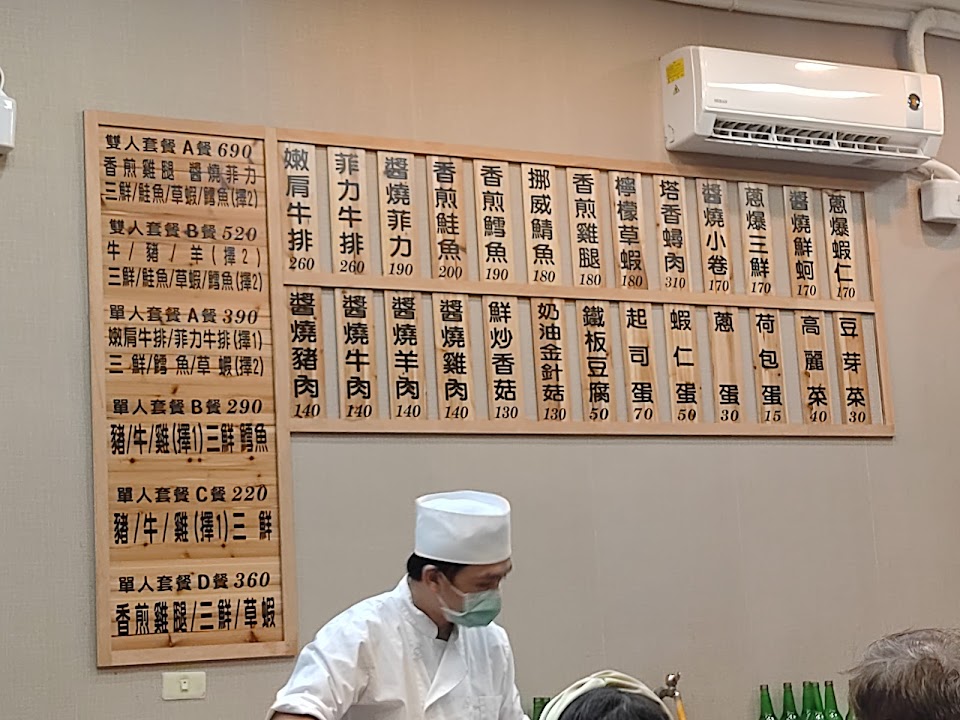 雙人套餐 A餐 690
香煎雞腿 醬燒菲力
三鮮/鮭魚/草蝦/鱈魚(擇2)
雙人套餐 B餐 520
牛/豬/羊(擇2)
三鮮/鮭魚/草蝦/鱈魚(擇2)
單人套餐 A餐 390
嫩肩牛排/菲力牛排(擇1)
三鮮/鱈魚/草蝦(擇2)
單人套餐 B餐 290
豬/牛/雞(擇1)三鮮 鱈魚
單人套餐 C餐 220
豬/牛/雞(擇1)三鮮
單人套餐 D餐 360
香煎雞腿/三鮮/草蝦
嫩肩牛排 260
菲力牛排 260
醬燒菲力 190
香煎鮭魚 200
香煎鱈魚 190
挪威鯖魚 180
香煎雞腿 180
檸檬草蝦 180
塔香蟳肉 310
醬燒小卷 170
蔥爆三鮮 170
醬燒鮮蚵 170
蔥爆蝦仁 170
醬燒豬肉 140
醬燒牛肉 140
醬燒羊肉 140
醬燒雞肉 140
鮮炒香菇 130
奶油金針菇 130
鐵板豆腐 50
起司蛋 70
蝦仁蛋 50
蔥蛋 30
荷包蛋 15
高麗菜 40
豆芽菜 30